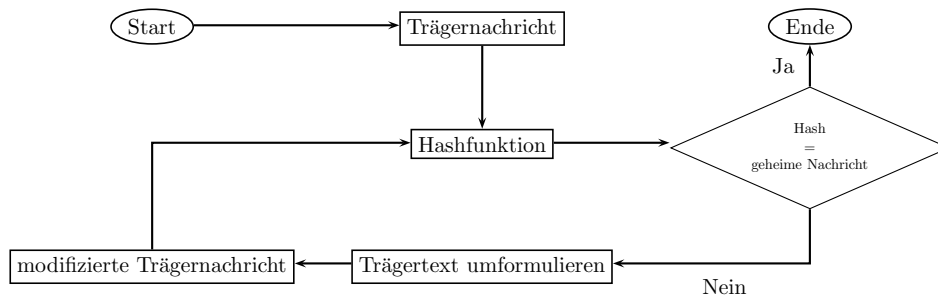 Start
Trägernachricht
Ende
Ja
Hashfunktion
Hash
=
geheime Nachricht
modifizierte Trägernachricht
Trägertext umformulieren
Nein